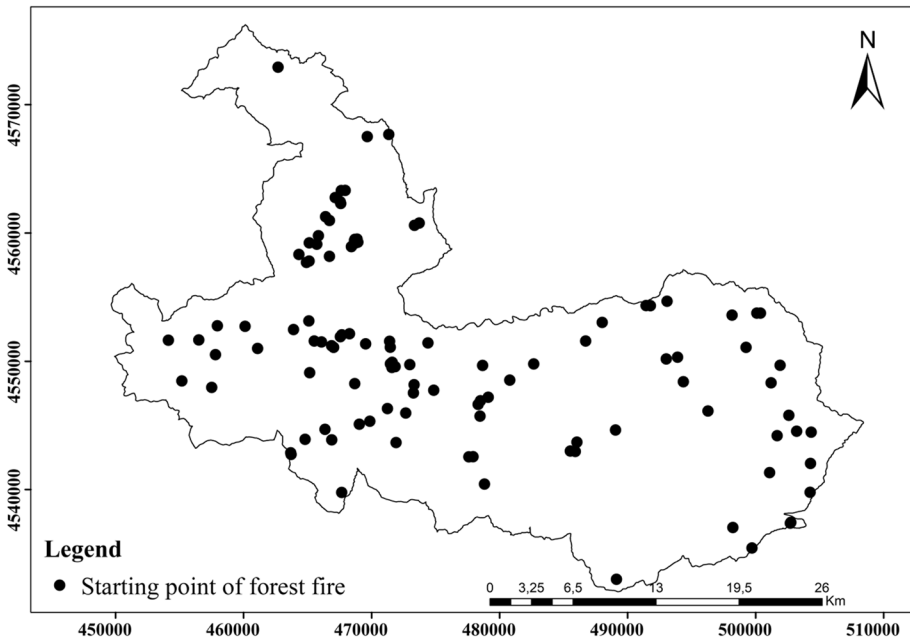 N
4570000
4560000
4550000
4540000
Legend
Starting point of forest fire
0 3,25 6,5 13 19,5 26
Km
450000 460000 470000 480000 490000 500000 510000